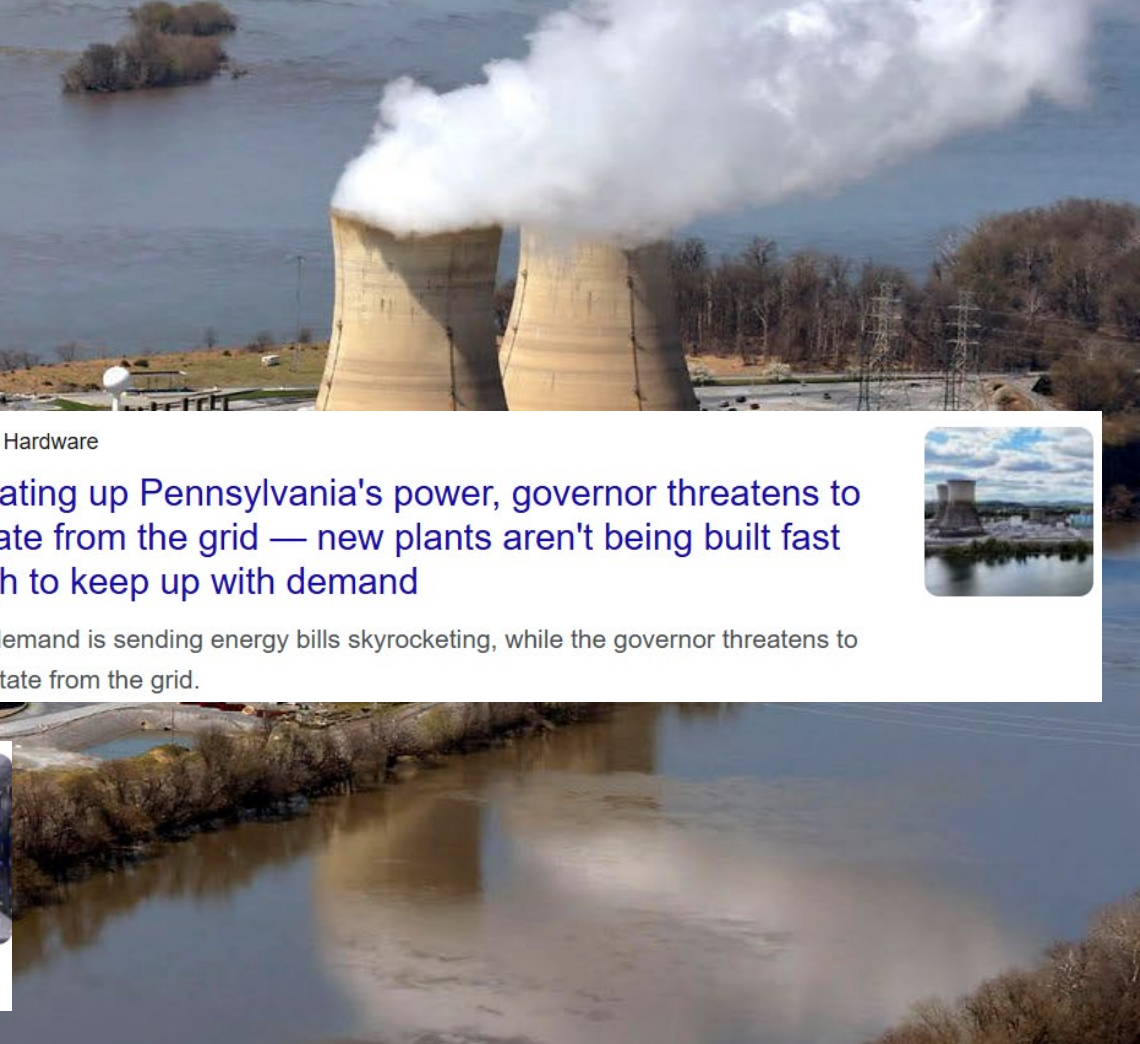 Hardware
ating up Pennsylvania's power, governor threatens to
ate from the grid — new plants aren't being built fast
h to keep up with demand
emand is sending energy bills skyrocketing, while the governor threatens to
tate from the grid.